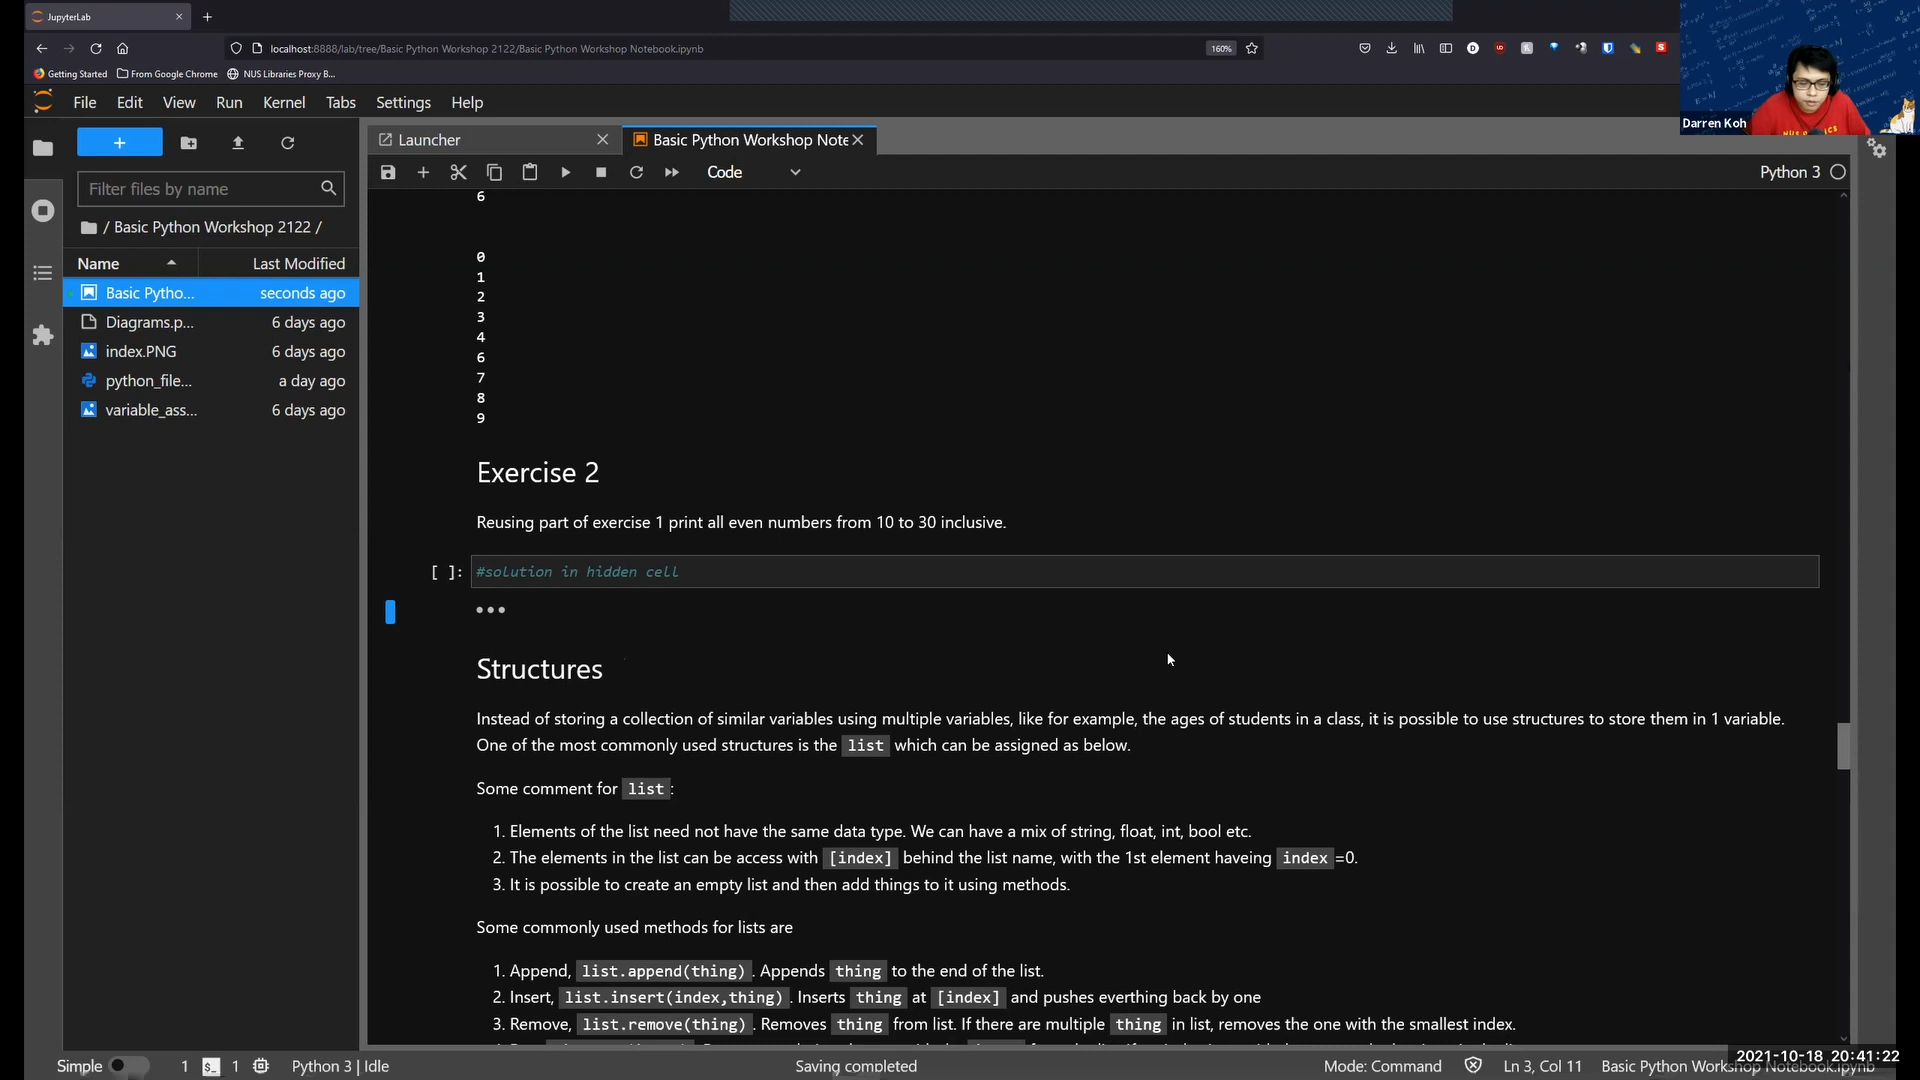 JupyterLab
localhost:8888/lab/tree/Basic Python Workshop 2122/Basic Python Workshop Notebook.ipynb
160%
Getting Started
From Google Chrome
NUS Libraries Proxy B...
Darren Koh
File Edit View Run Kernel Tabs Settings Help
Launcher
Basic Python Workshop Note
Code
Python 3
Filter files by name
/ Basic Python Workshop 2122 /
Name Last Modified
Basic Pytho... seconds ago
Diagrams.p... 6 days ago
index.PNG 6 days ago
python_file... a day ago
variable_ass... 6 days ago
6
0
1
2
3
4
6
7
8
9
Exercise 2
Reusing part of exercise 1 print all even numbers from 10 to 30 inclusive.
[ ]: #solution in hidden cell
Structures
Instead of storing a collection of similar variables using multiple variables, like for example, the ages of students in a class, it is possible to use structures to store them in 1 variable.
One of the most commonly used structures is the list which can be assigned as below.
Some comment for list:
1. Elements of the list need not have the same data type. We can have a mix of string, float, int, bool etc.
2. The elements in the list can be access with [index] behind the list name, with the 1st element haveing index =0.
3. It is possible to create an empty list and then add things to it using methods.
Some commonly used methods for lists are
1. Append, list.append(thing). Appends thing to the end of the list.
2. Insert, list.insert(index,thing). Inserts thing at [index] and pushes everthing back by one
3. Remove, list.remove(thing). Removes thing from list. If there are multiple thing in list, removes the one with the smallest index.
Simple 1 1 Python 3 | Idle Saving completed Mode: Command Ln 3, Col 11 Basic Python Workshop Notebook.ipynb
2021-10-18 20:41:22